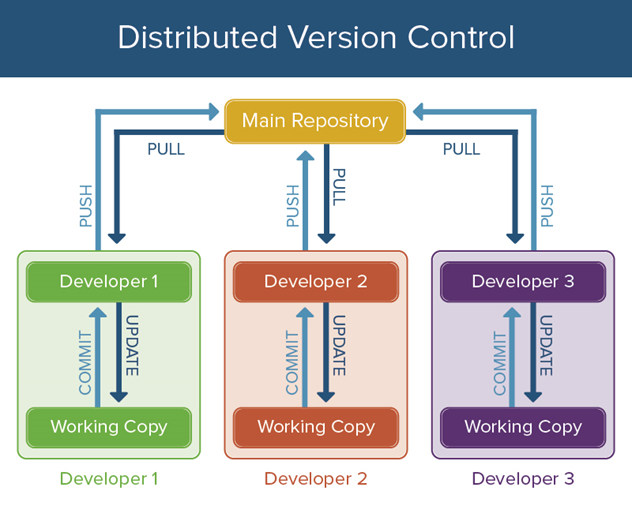 Distributed Version Control
Main Repository
PULL
PULL
PUSH
PUSH
PULL
PUSH
Developer 1
Developer 2
Developer 3
COMMIT
UPDATE
COMMIT
UPDATE
COMMIT
UPDATE
Working Copy
Working Copy
Working Copy
Developer 1
Developer 2
Developer 3